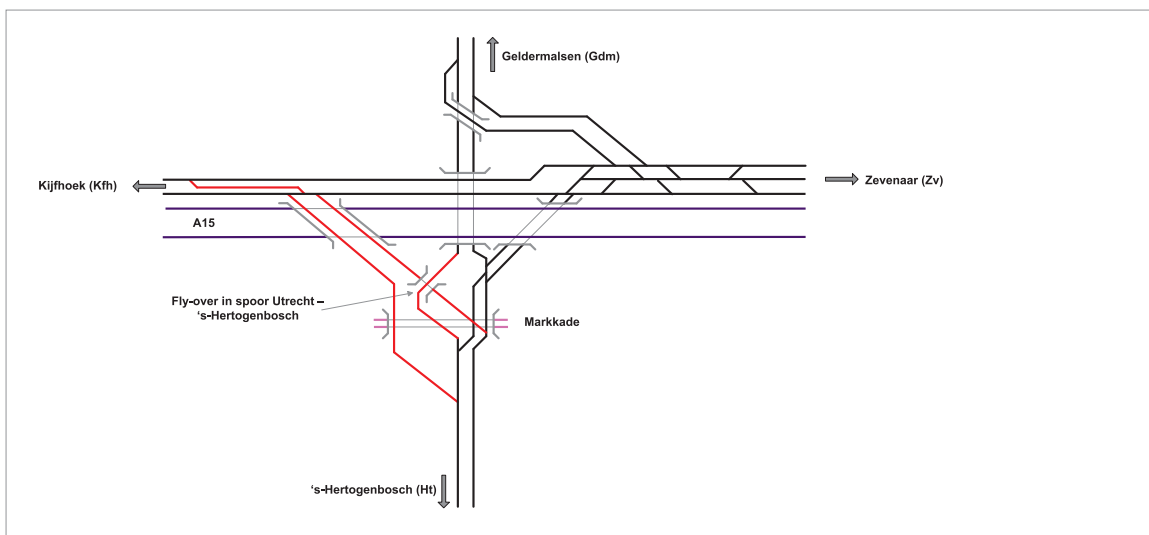 Geldermalsen (Gdm)
Kijfhoek (Kfh)
Zevenaar (Zv)
A15
Fly-over in spoor Utrecht –
‘s-Hertogenbosch
Markkade
‘s-Hertogenbosch (Ht)